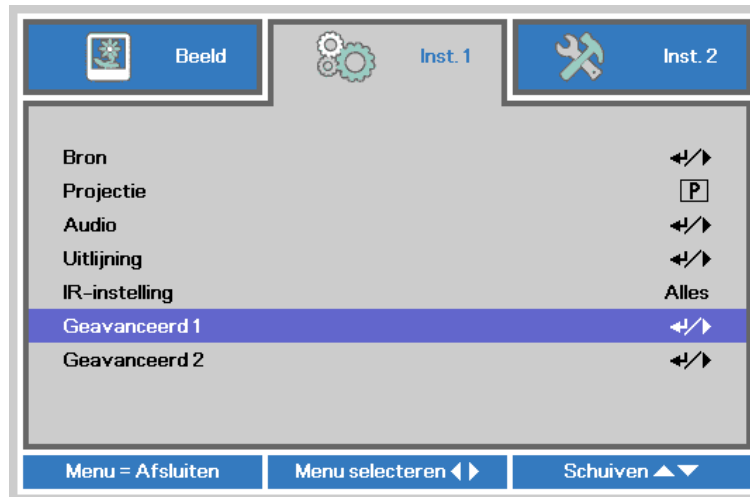 Beeld Inst. 1 Inst. 2
Bron
Projectie P
Audio
Uitlijning
IR-instelling Alles
Geavanceerd 1
Geavanceerd 2
Menu = Afsluiten Menu selecteren Schuiven